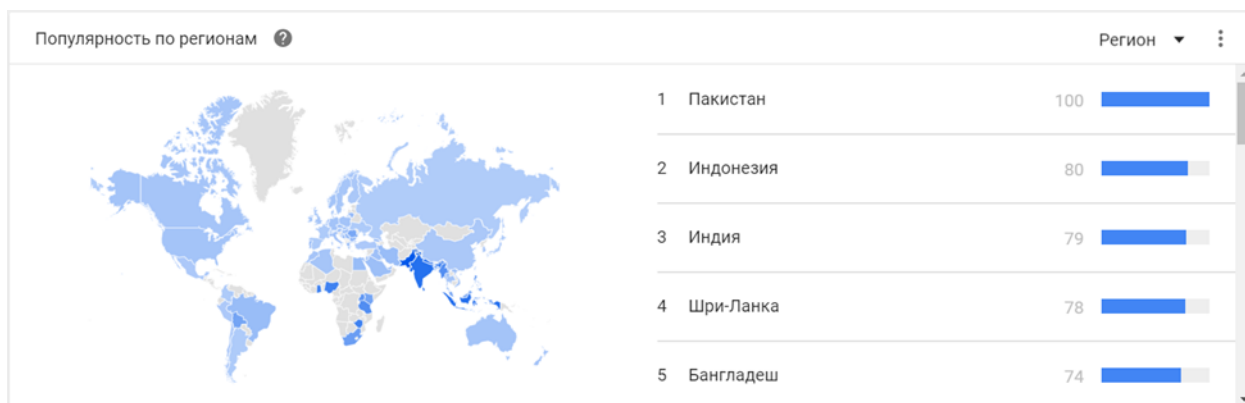 Популярность по регионам ?
Регион
1 Пакистан 100
2 Индонезия 80
3 Индия 79
4 Шри-Ланка 78
5 Бангладеш 74